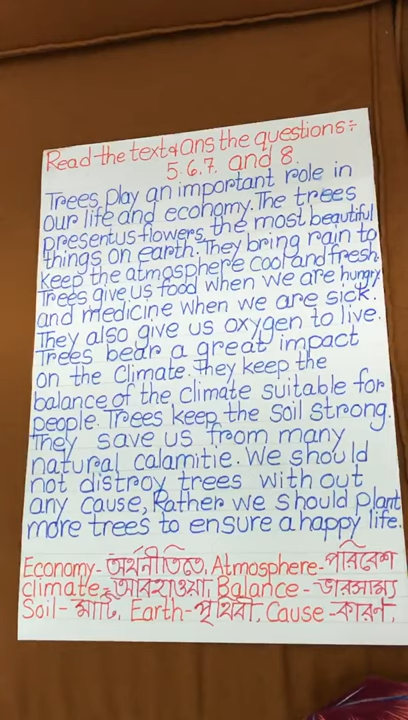 Read the text & ans the questions:-
5. 6. 7. and 8.
Trees play an important role in
our life and economy. The trees
present us-flowers, the most beautiful
things on earth. They bring rain to
keep the atmosphere cool and fresh.
Trees give us food when we are hungry
and medicine when we are sick.
They also give us oxygen to live.
Trees bear a great impact
on the Climate. They keep the
balance of the climate suitable for
people. Trees keep the soil strong.
They save us from many
natural calamitie. We should
not distroy trees with out
any cause, Rather we should plant
more trees to ensure a happy life.
Economy-অর্থনীতিতে, Atmosphere-পরিবেশ
climate-আবহাওয়া, Balance-ভারসাম্য
Soil-মাটি, Earth-পৃথিবী, Cause-কারণ,